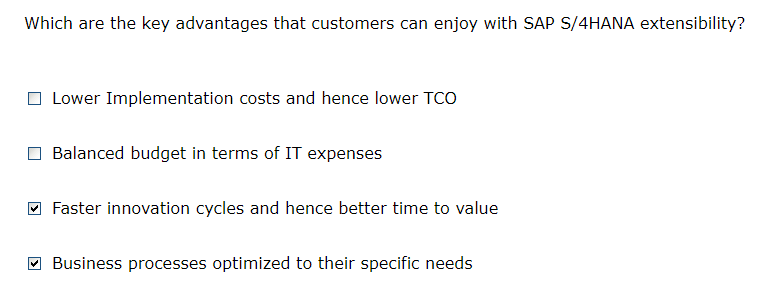 Which are the key advantages that customers can enjoy with SAP S/4HANA extensibility?
Lower Implementation costs and hence lower TCO
Balanced budget in terms of IT expenses
Faster innovation cycles and hence better time to value
Business processes optimized to their specific needs